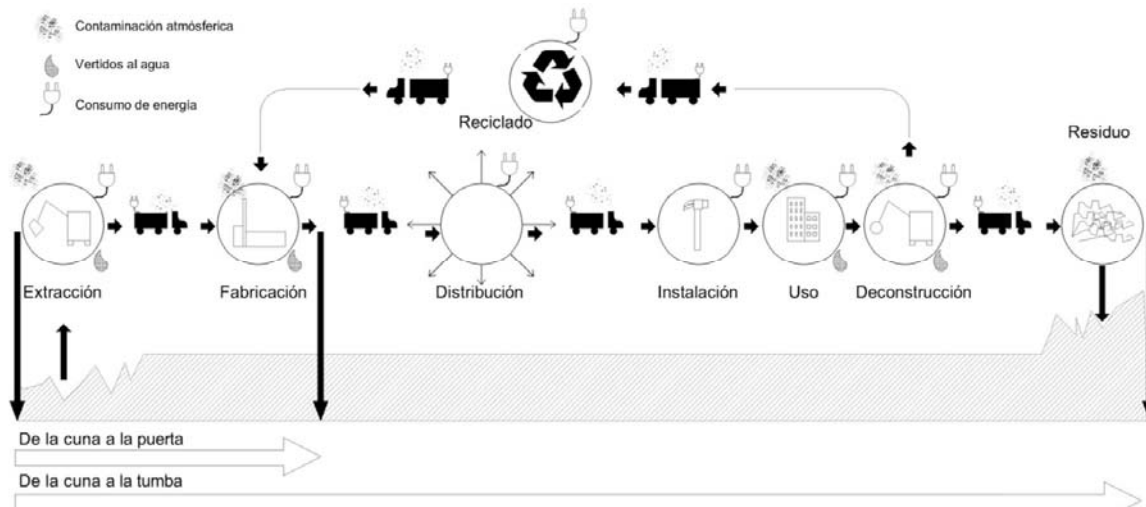 Contaminación atmósferica
Vertidos al agua
Consumo de energía
Reciclado
Residuo
Extracción
Fabricación
Distribución
Instalación
Uso
Deconstrucción
De la cuna a la puerta
De la cuna a la tumba